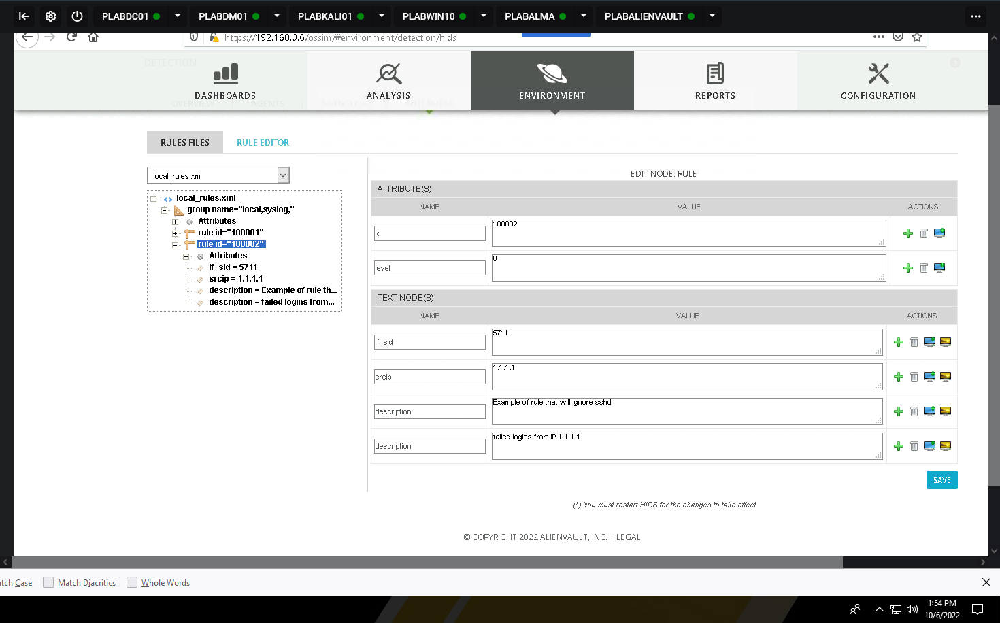 PLABDC01
PLABDM01
PLABKALI01
PLABWIN10
PLABALMA
PLABALIENVAULT
https://192.168.0.6/ossim/#environment/detection/hids
DETECTION
DASHBOARDS
ANALYSIS
ENVIRONMENT
REPORTS
CONFIGURATION
OVERVIEW
AGENTS
RULES FILES
RULE EDITOR
local_rules.xml
local_rules.xml
group name="local,syslog,"
Attributes
rule id="100001"
rule id="100002"
Attributes
if_sid = 5711
srcip = 1.1.1.1
description = Example of rule th...
description = failed logins from...
EDIT NODE: RULE
ATTRIBUTE(S)
NAME VALUE ACTIONS
id 100002
level 0
TEXT NODE(S)
NAME VALUE ACTIONS
if_sid 5711
srcip 1.1.1.1
description Example of rule that will ignore sshd
description failed logins from IP 1.1.1.1.
SAVE
(*) You must restart HIDS for the changes to take effect
© COPYRIGHT 2022 ALIENVAULT, INC. | LEGAL
tch Case
Match Diacritics
Whole Words
1:54 PM
10/6/2022